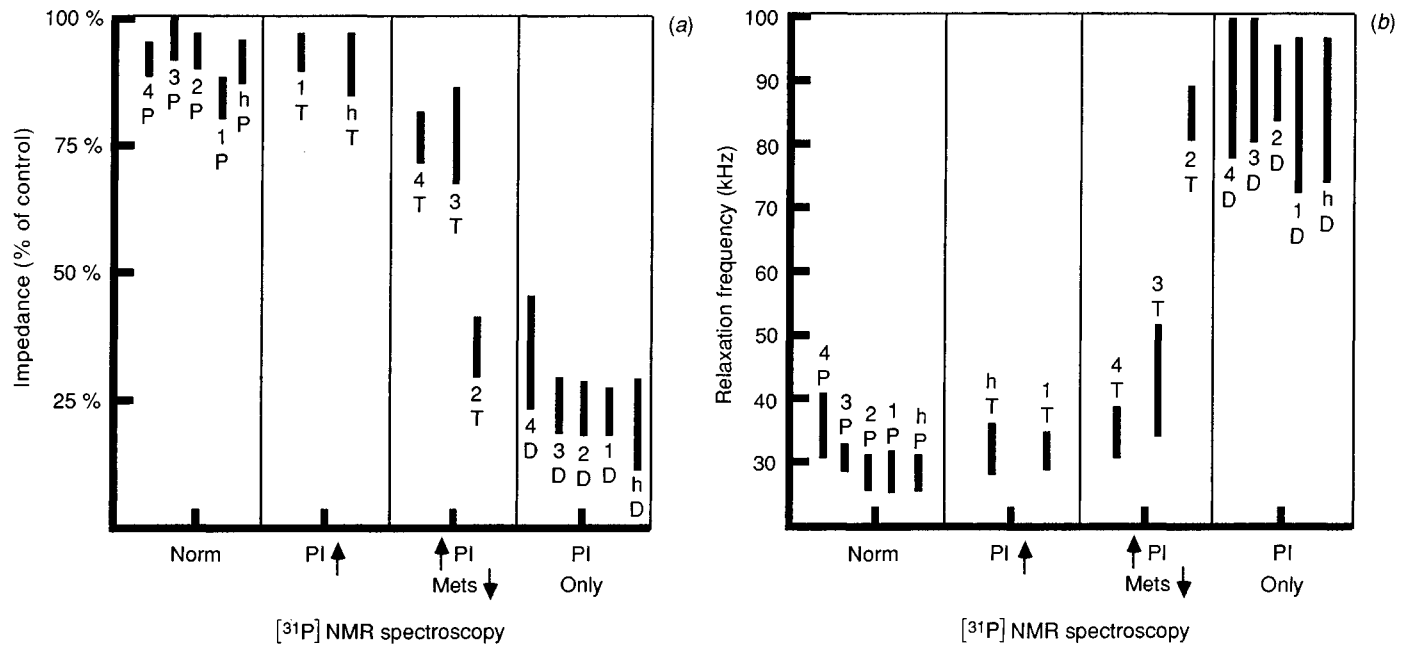 (a)
Impedance (% of control)
100 %
75 %
50 %
25 %
4 P
3 P
2 P
1 P
h P
1 T
h T
4 T
3 T
2 T
4 D
3 D
2 D
1 D
h D
Norm
PI ↑
↑ PI
Mets ↓
PI
Only
[³¹P] NMR spectroscopy
(b)
Relaxation frequency (kHz)
100
90
80
70
60
50
40
30
4 P
3 P
2 P
1 P
h P
h T
1 T
4 T
3 T
2 T
4 D
3 D
2 D
1 D
h D
Norm
PI ↑
↑ PI
Mets ↓
PI
Only
[³¹P] NMR spectroscopy